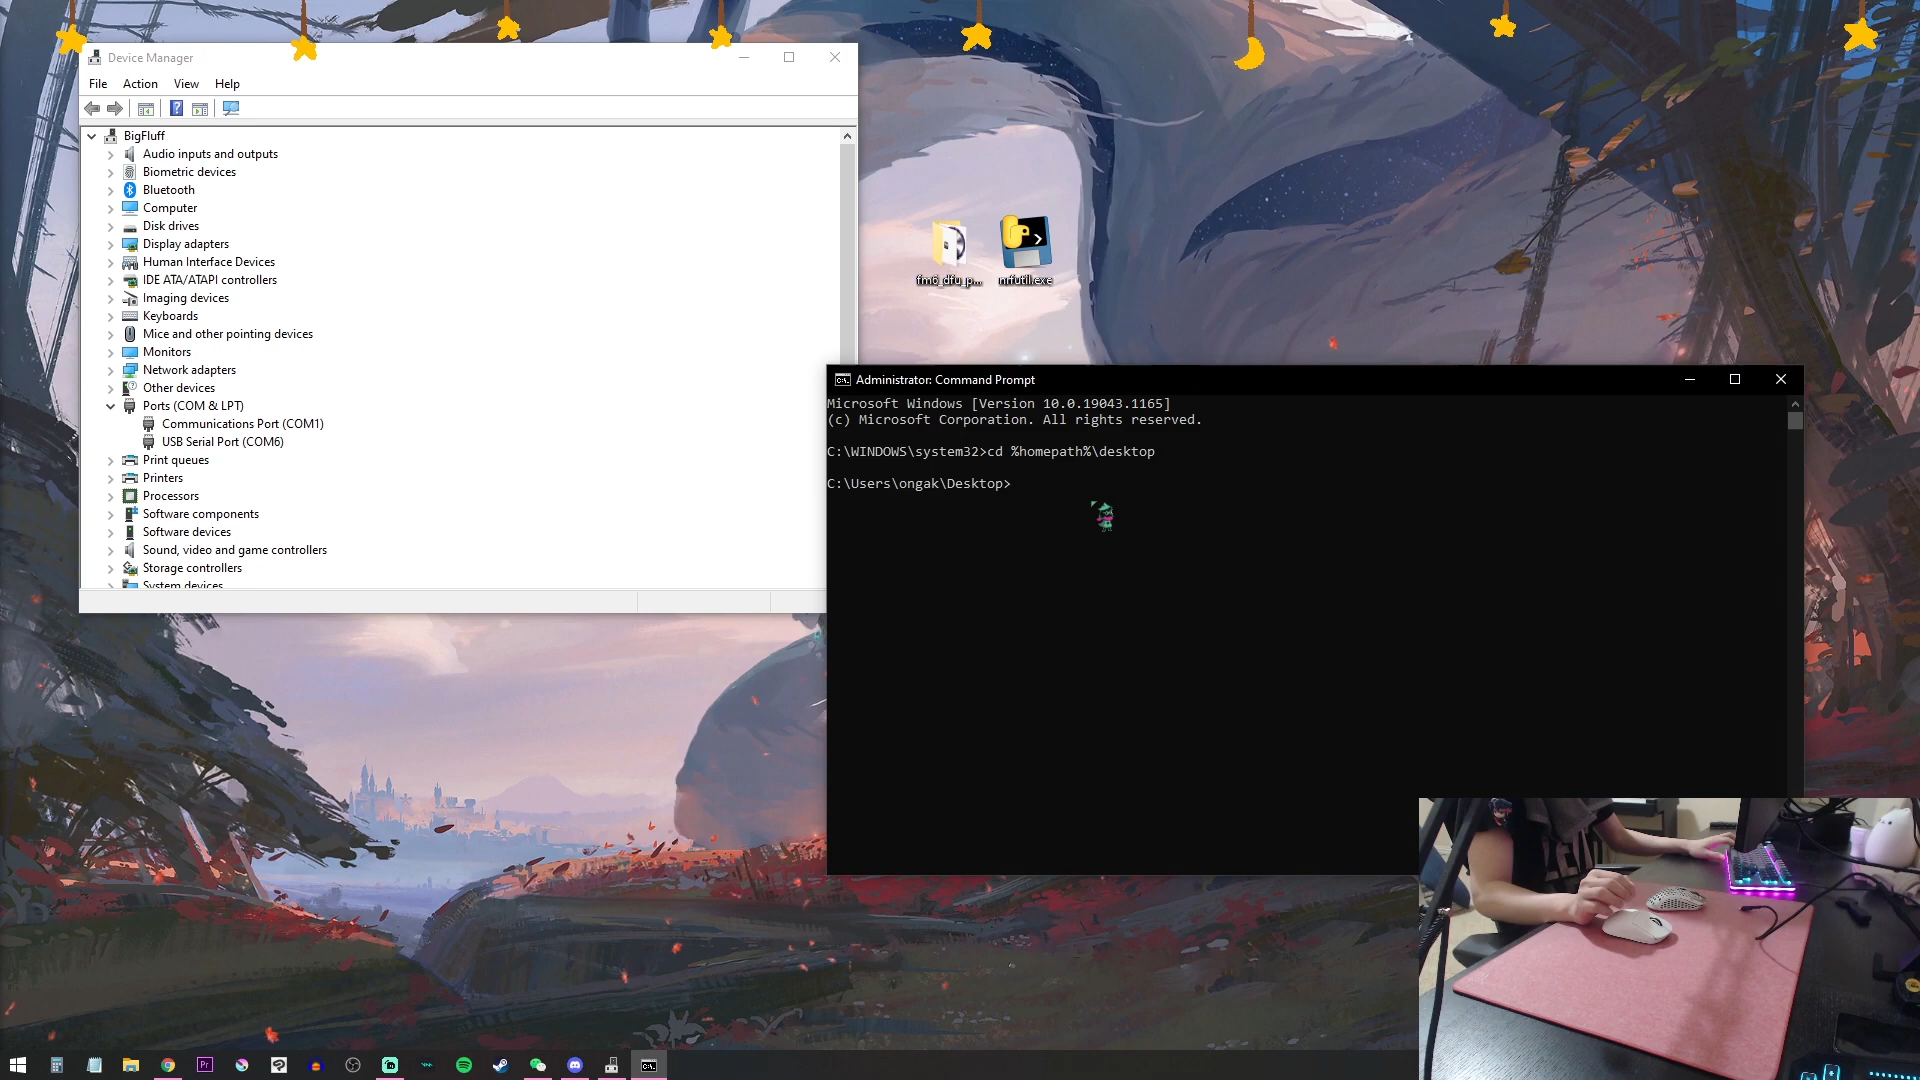 Device Manager
File Action View Help
BigFluff
Audio inputs and outputs
Biometric devices
Bluetooth
Computer
Disk drives
Display adapters
Human Interface Devices
IDE ATA/ATAPI controllers
Imaging devices
Keyboards
Mice and other pointing devices
Monitors
Network adapters
Other devices
Ports (COM & LPT)
Communications Port (COM1)
USB Serial Port (COM6)
Print queues
Printers
Processors
Software components
Software devices
Sound, video and game controllers
Storage controllers
System devices
fm6_dfu_p...
nrfutil.exe
Administrator: Command Prompt
Microsoft Windows [Version 10.0.19043.1165]
(c) Microsoft Corporation. All rights reserved.
C:\WINDOWS\system32>cd %homepath%\desktop
C:\Users\ongak\Desktop>
Pr